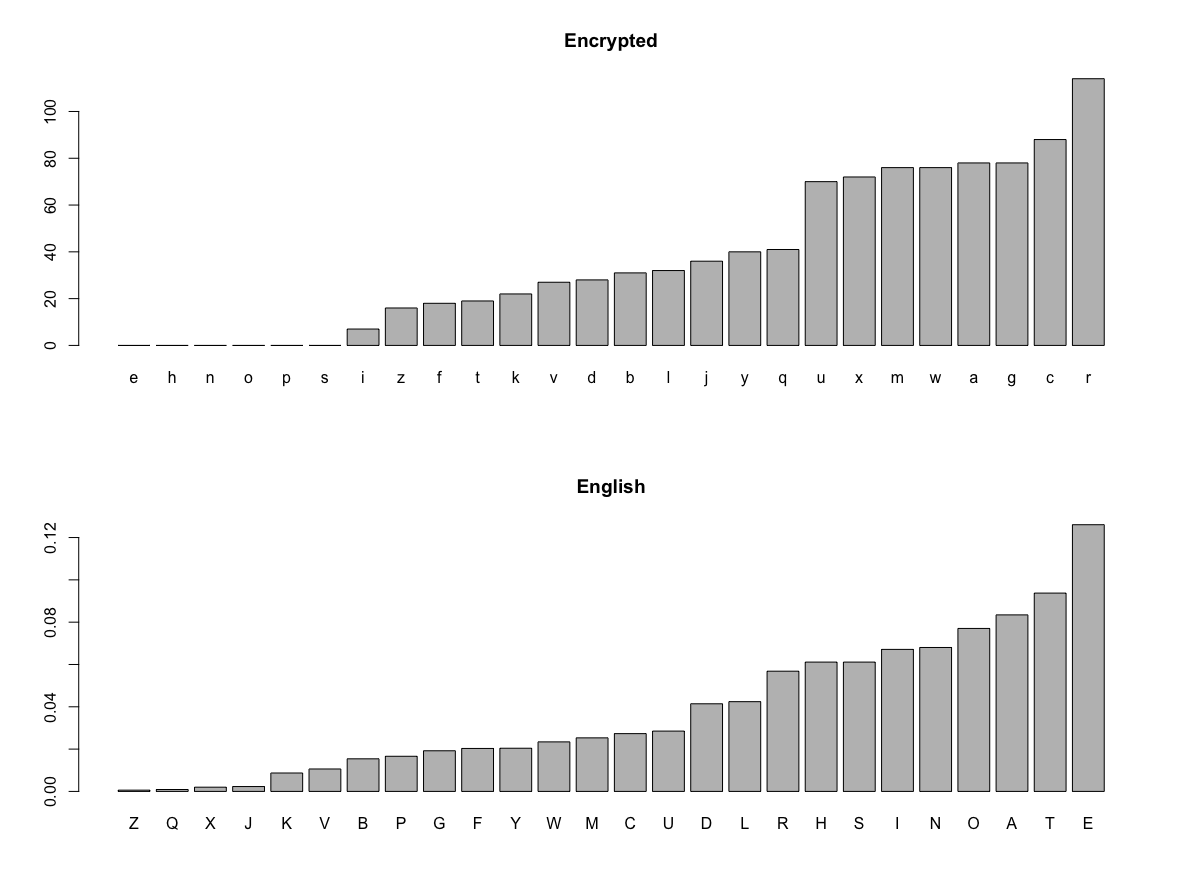 Encrypted
100
80
60
40
20
0
e h n o p s i z f t k v d b l j y q u x m w a g c r
English
0.12
0.08
0.04
0.00
Z Q X J K V B P G F Y W M C U D L R H S I N O A T E